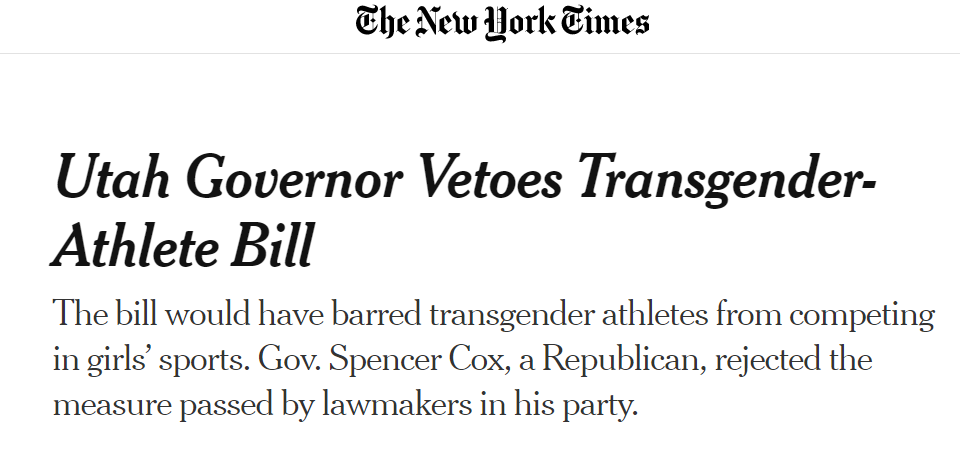 The New York Times
Utah Governor Vetoes Transgender-
Athlete Bill
The bill would have barred transgender athletes from competing
in girls’ sports. Gov. Spencer Cox, a Republican, rejected the
measure passed by lawmakers in his party.